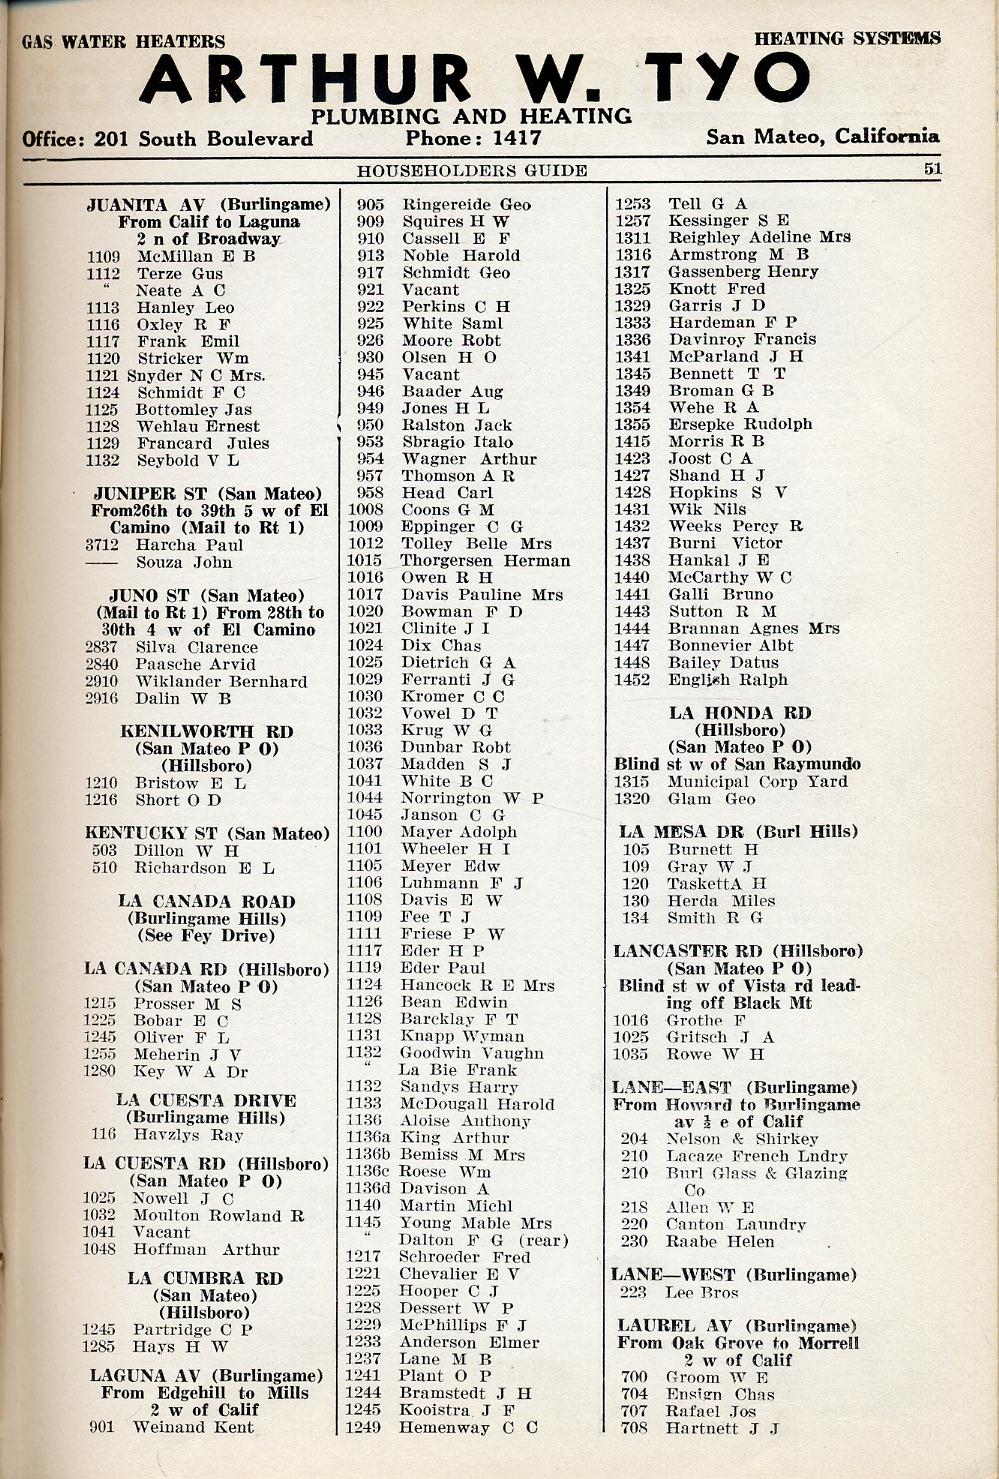 GAS WATER HEATERS HEATING SYSTEMS
ARTHUR W. TYO
PLUMBING AND HEATING
Office: 201 South Boulevard Phone: 1417 San Mateo, California
HOUSEHOLDERS GUIDE 51
JUANITA AV (Burlingame)
From Calif to Laguna
2 n of Broadway
1109 McMillan E B
1112 Terze Gus
“ Neate A C
1113 Hanley Leo
1116 Oxley R F
1117 Frank Emil
1120 Stricker Wm
1121 Snyder N C Mrs.
1124 Schmidt F C
1125 Bottomley Jas
1128 Wehlau Ernest
1129 Francard Jules
1132 Seybold V L
JUNIPER ST (San Mateo)
From26th to 39th 5 w of El
Camino (Mail to Rt 1)
3712 Harcha Paul
—— Souza John
JUNO ST (San Mateo)
(Mail to Rt 1) From 28th to
30th 4 w of El Camino
2837 Silva Clarence
2840 Paasche Arvid
2910 Wiklander Bernhard
2916 Dalin W B
KENILWORTH RD
(San Mateo P O)
(Hillsboro)
1210 Bristow E L
1216 Short O D
KENTUCKY ST (San Mateo)
503 Dillon W H
510 Richardson E L
LA CANADA ROAD
(Burlingame Hills)
(See Fey Drive)
LA CANADA RD (Hillsboro)
(San Mateo P O)
1215 Prosser M S
1225 Bobar E C
1245 Oliver F L
1255 Meherin J V
1280 Key W A Dr
LA CUESTA DRIVE
(Burlingame Hills)
116 Havzlys Ray
LA CUESTA RD (Hillsboro)
(San Mateo P O)
1025 Nowell J C
1032 Moulton Rowland R
1041 Vacant
1048 Hoffman Arthur
LA CUMBRA RD
(San Mateo)
(Hillsboro)
1245 Partridge C P
1285 Hays H W
LAGUNA AV (Burlingame)
From Edgehill to Mills
2 w of Calif
901 Weinand Kent
905 Ringereide Geo
909 Squires H W
910 Cassell E F
913 Noble Harold
917 Schmidt Geo
921 Vacant
922 Perkins C H
925 White Saml
926 Moore Robt
930 Olsen H O
945 Vacant
946 Baader Aug
949 Jones H L
950 Ralston Jack
953 Sbragio Italo
954 Wagner Arthur
957 Thomson A R
958 Head Carl
1008 Coons G M
1009 Eppinger C G
1012 Tolley Belle Mrs
1015 Thorgersen Herman
1016 Owen R H
1017 Davis Pauline Mrs
1020 Bowman F D
1021 Clinite J I
1024 Dix Chas
1025 Dietrich G A
1029 Ferranti J G
1030 Kromer C C
1032 Vowel D T
1033 Krug W G
1036 Dunbar Robt
1037 Madden S J
1041 White B C
1044 Norrington W P
1045 Janson C G
1100 Mayer Adolph
1101 Wheeler H I
1105 Meyer Edw
1106 Luhmann F J
1108 Davis E W
1109 Fee T J
1111 Friese P W
1117 Eder H P
1119 Eder Paul
1124 Hancock R E Mrs
1126 Bean Edwin
1128 Barcklay F T
1131 Knapp Wyman
1132 Goodwin Vaughn
“ La Bie Frank
1132 Sandys Harry
1133 McDougall Harold
1136 Aloise Anthony
1136a King Arthur
1136b Bemiss M Mrs
1136c Roese Wm
1136d Davison A
1140 Martin Michl
1145 Young Mable Mrs
“ Dalton F G (rear)
1217 Schroeder Fred
1221 Chevalier E V
1225 Hooper C J
1228 Dessert W P
1229 McPhillips F J
1233 Anderson Elmer
1237 Lane M B
1241 Plant O P
1244 Bramstedt J H
1245 Kooistra J F
1249 Hemenway C C
1253 Tell G A
1257 Kessinger S E
1311 Reighley Adeline Mrs
1316 Armstrong M B
1317 Gassenberg Henry
1325 Knott Fred
1329 Garris J D
1333 Hardeman F P
1336 Davinroy Francis
1341 McParland J H
1345 Bennett T T
1349 Broman G B
1354 Wehe R A
1355 Ersepke Rudolph
1415 Morris R B
1423 Joost C A
1427 Shand H J
1428 Hopkins S V
1431 Wik Nils
1432 Weeks Percy R
1437 Burni Victor
1438 Hankal J E
1440 McCarthy W C
1441 Galli Bruno
1443 Sutton R M
1444 Brannan Agnes Mrs
1447 Bonnevier Albt
1448 Bailey Datus
1452 English Ralph
LA HONDA RD
(Hillsboro)
(San Mateo P O)
Blind st w of San Raymundo
1315 Municipal Corp Yard
1320 Glam Geo
LA MESA DR (Burl Hills)
105 Burnett H
109 Gray W J
120 TaskettA H
130 Herda Miles
134 Smith R G
LANCASTER RD (Hillsboro)
(San Mateo P O)
Blind st w of Vista rd lead-
ing off Black Mt
1016 Grothe F
1025 Gritsch J A
1035 Rowe W H
LANE—EAST (Burlingame)
From Howard to Burlingame
av ½ e of Calif
204 Nelson & Shirkey
210 Lacaze French Lndry
210 Burl Glass & Glazing
Co
218 Allen W E
220 Canton Laundry
230 Raabe Helen
LANE—WEST (Burlingame)
223 Lee Bros
LAUREL AV (Burlingame)
From Oak Grove to Morrell
2 w of Calif
700 Groom W E
704 Ensign Chas
707 Rafael Jos
708 Hartnett J J